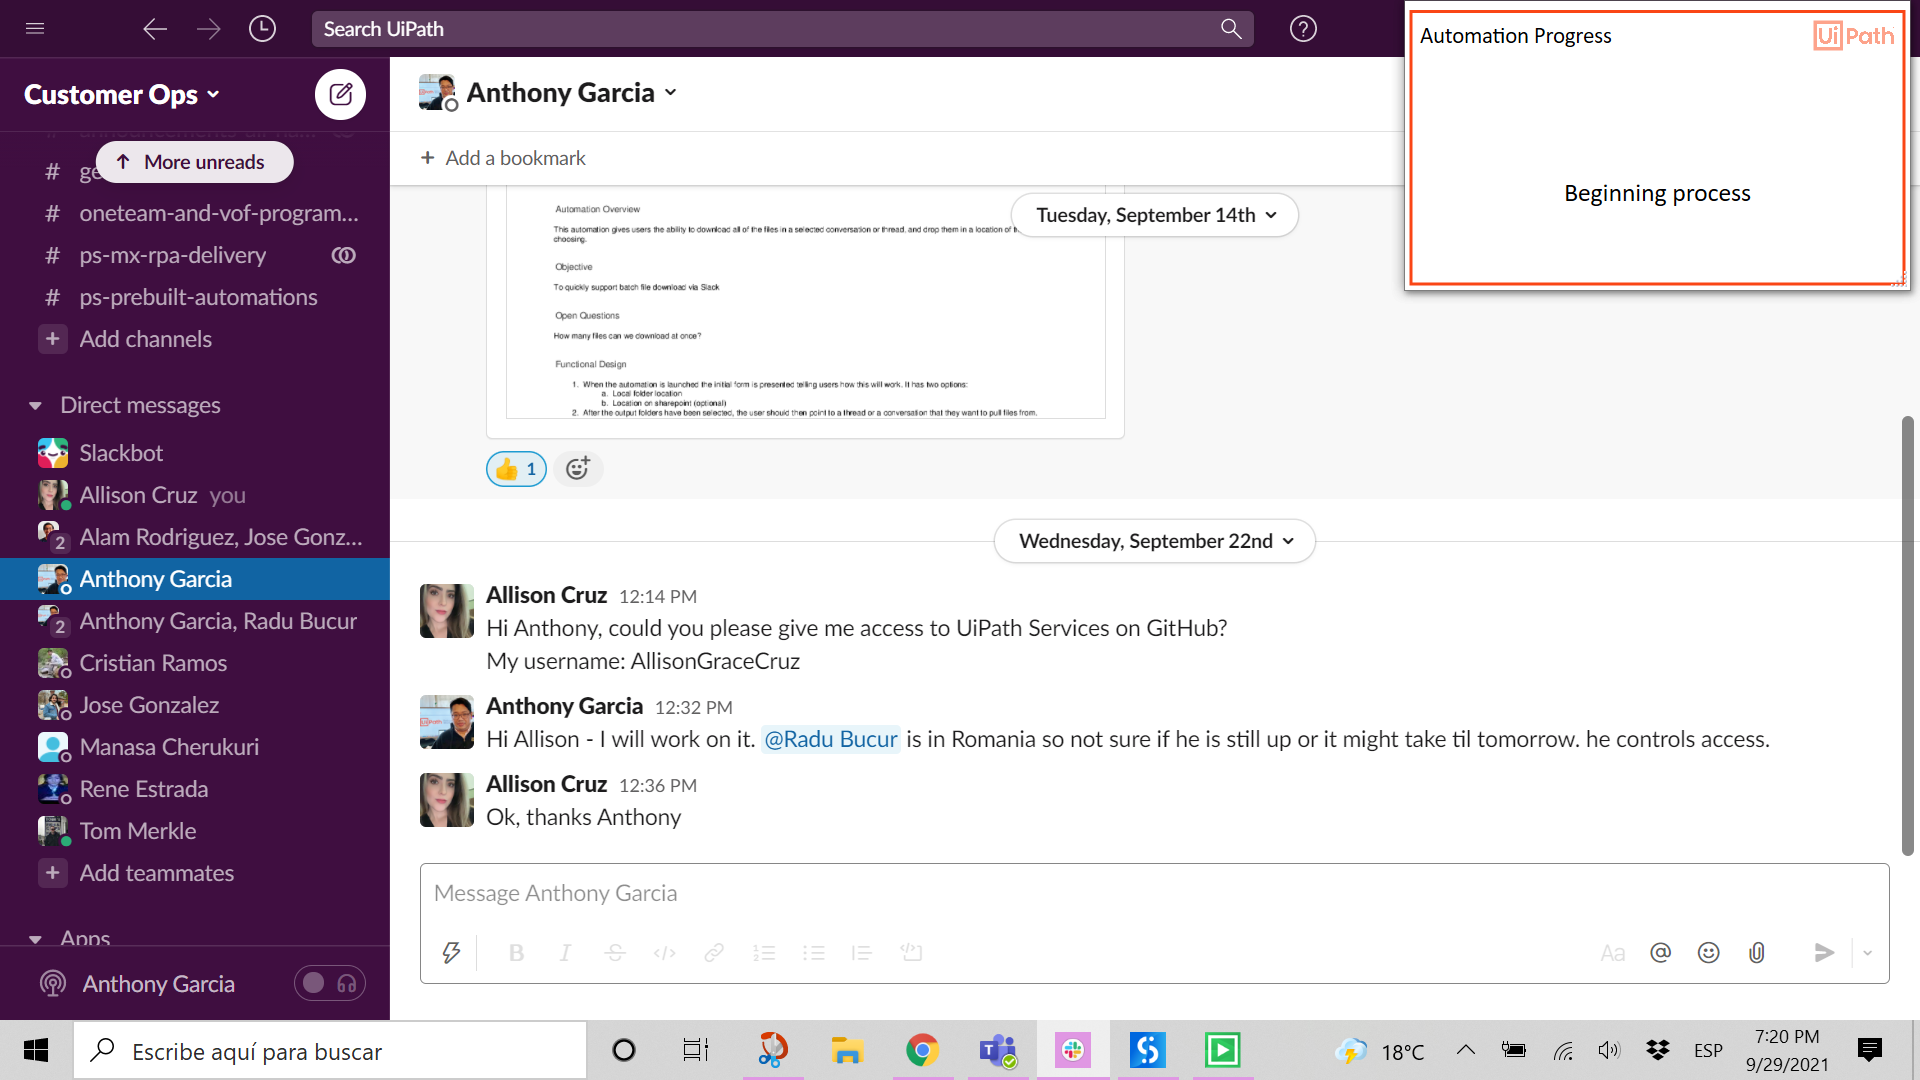 Search UiPath
Automation Progress
UiPath
Beginning process
Customer Ops
More unreads
# oneteam-and-vof-program...
# ps-mx-rpa-delivery
# ps-prebuilt-automations
+ Add channels
Direct messages
Slackbot
Allison Cruz you
2 Alam Rodriguez, Jose Gonz...
Anthony Garcia
2 Anthony Garcia, Radu Bucur
Cristian Ramos
Jose Gonzalez
Manasa Cherukuri
Rene Estrada
Tom Merkle
+ Add teammates
Apps
Anthony Garcia
Anthony Garcia
+ Add a bookmark
Tuesday, September 14th
Automation Overview
This automation gives users the ability to download all of the files in a selected conversation or thread, and drop them in a location of
choosing.
Objective
To quickly support batch file download via Slack
Open Questions
How many files can we download at once?
Functional Design
1. When the automation is launched the initial form is presented telling users how this will work. It has two options:
a. Local folder location
b. Location on sharepoint (optional)
2. After the output folders have been selected, the user should then point to a thread or a conversation that they want to pull files from.
👍 1
Wednesday, September 22nd
Allison Cruz 12:14 PM
Hi Anthony, could you please give me access to UiPath Services on GitHub?
My username: AllisonGraceCruz
Anthony Garcia 12:32 PM
Hi Allison - I will work on it. @Radu Bucur is in Romania so not sure if he is still up or it might take til tomorrow. he controls access.
Allison Cruz 12:36 PM
Ok, thanks Anthony
Message Anthony Garcia
B I S </> Aa @
Escribe aquí para buscar
18°C
ESP
7:20 PM
9/29/2021